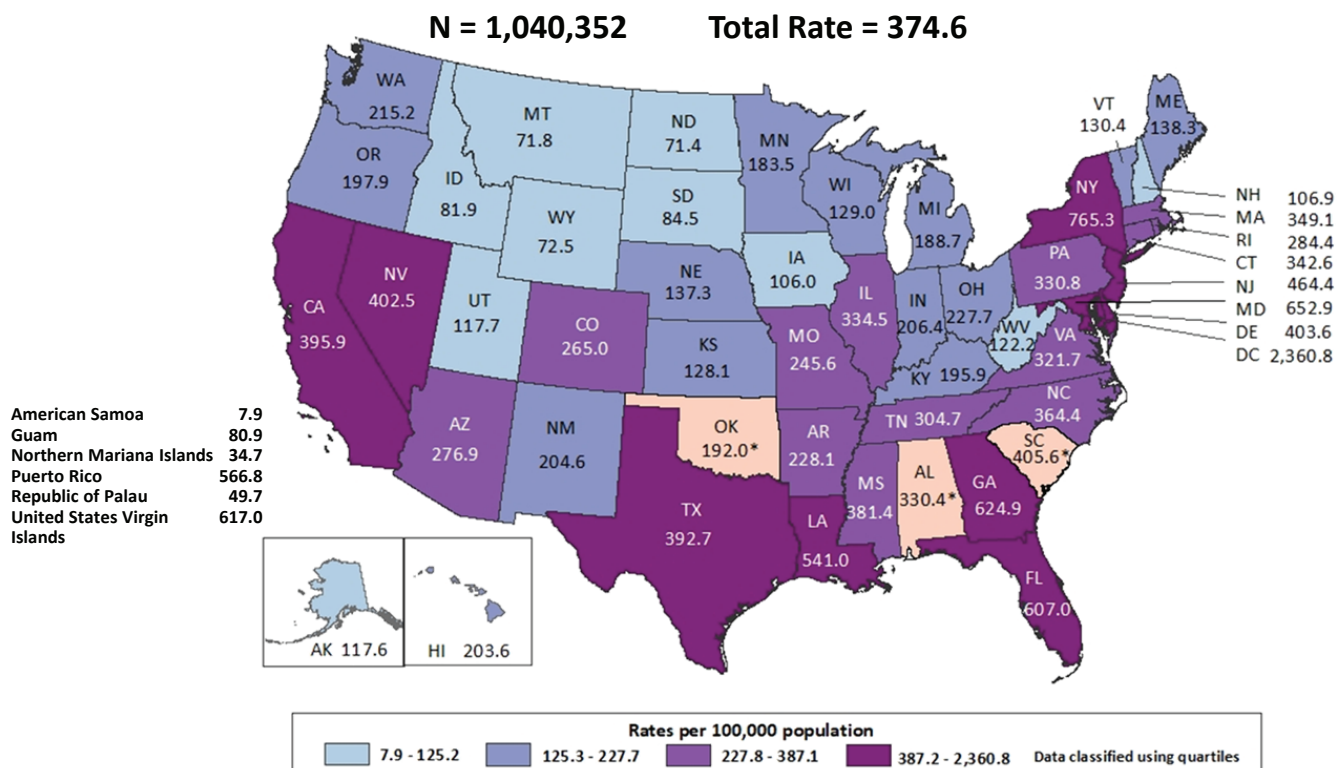 N = 1,040,352 Total Rate = 374.6
WA
215.2
OR
197.9
ID
81.9
MT
71.8
ND
71.4
SD
84.5
WY
72.5
MN
183.5
WI
129.0
MI
188.7
VT
130.4
ME
138.3
NY
765.3
NH 106.9
MA 349.1
RI 284.4
CT 342.6
NJ 464.4
MD 652.9
DE 403.6
DC 2,360.8
CA
395.9
NV
402.5
UT
117.7
CO
265.0
NE
137.3
KS
128.1
IA
106.0
MO
245.6
IL
334.5
IN
206.4
OH
227.7
PA
330.8
WV
122.2
VA
321.7
KY 195.9
NC
364.4
TN 304.7
SC
405.6*
AZ
276.9
NM
204.6
OK
192.0*
AR
228.1
MS
381.4
AL
330.4*
GA
624.9
TX
392.7
LA
541.0
FL
607.0
American Samoa 7.9
Guam 80.9
Northern Mariana Islands 34.7
Puerto Rico 566.8
Republic of Palau 49.7
United States Virgin 617.0
Islands
AK 117.6
HI 203.6
Rates per 100,000 population
7.9 - 125.2 125.3 - 227.7 227.8 - 387.1 387.2 - 2,360.8 Data classified using quartiles